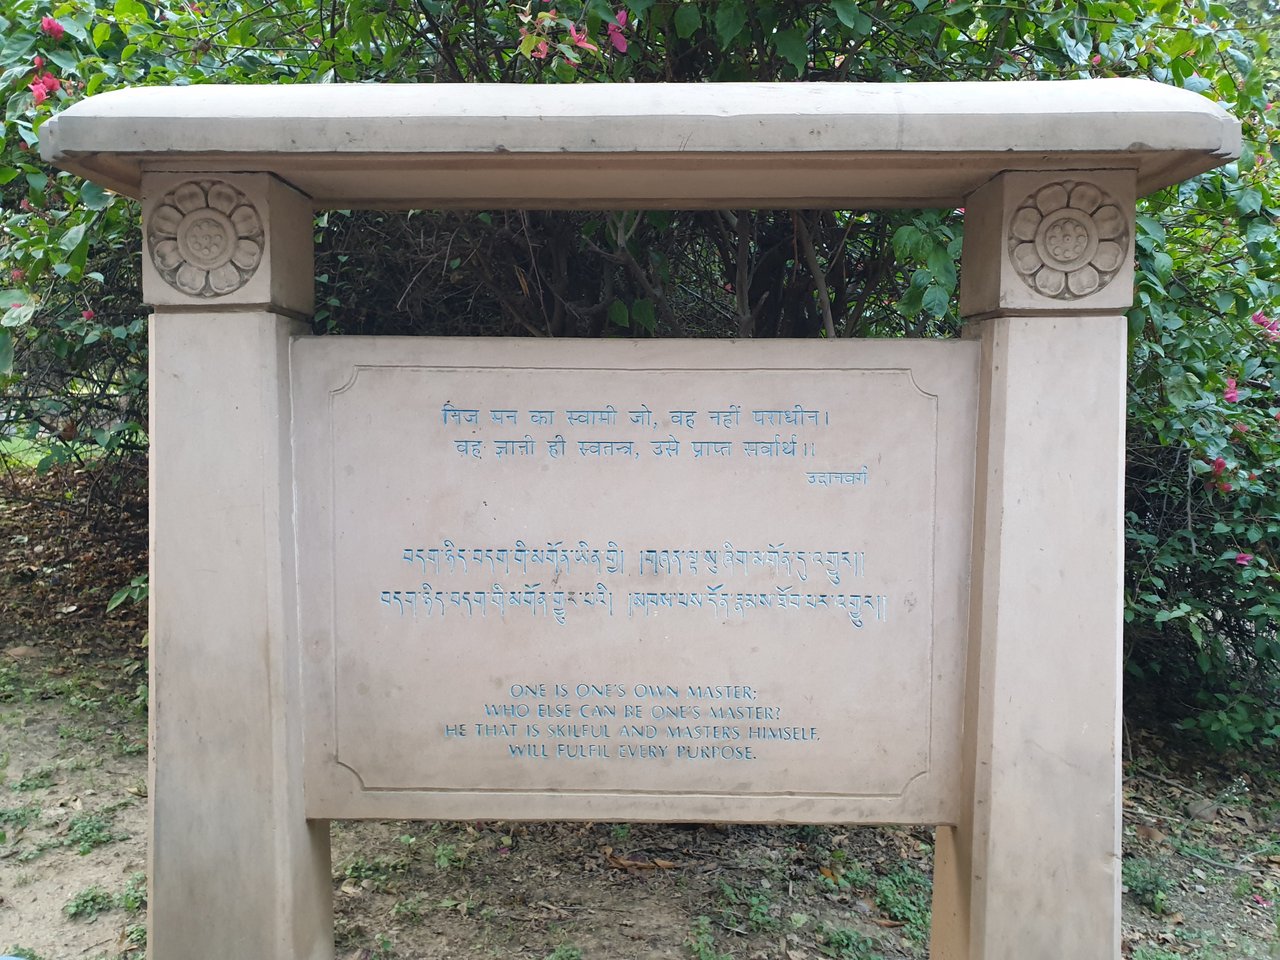 निज मन का स्वामी जो, वह नहीं पराधीन।
वह ज्ञानी ही स्वतन्त्र, उसे प्राप्त सर्वार्थ॥
उदानवर्ग
བདག་ཉིད་བདག་གི་མགོན་ཡིན་གྱི། །གཞན་ལྟ་སུ་ཞིག་མགོན་དུ་འགྱུར།།
བདག་ཉིད་བདག་གི་མགོན་གྱུར་པའི། །མཁས་པས་དོན་རྣམས་ཐོབ་པར་འགྱུར།།
ONE IS ONE'S OWN MASTER;
WHO ELSE CAN BE ONE'S MASTER?
HE THAT IS SKILFUL AND MASTERS HIMSELF,
WILL FULFIL EVERY PURPOSE.